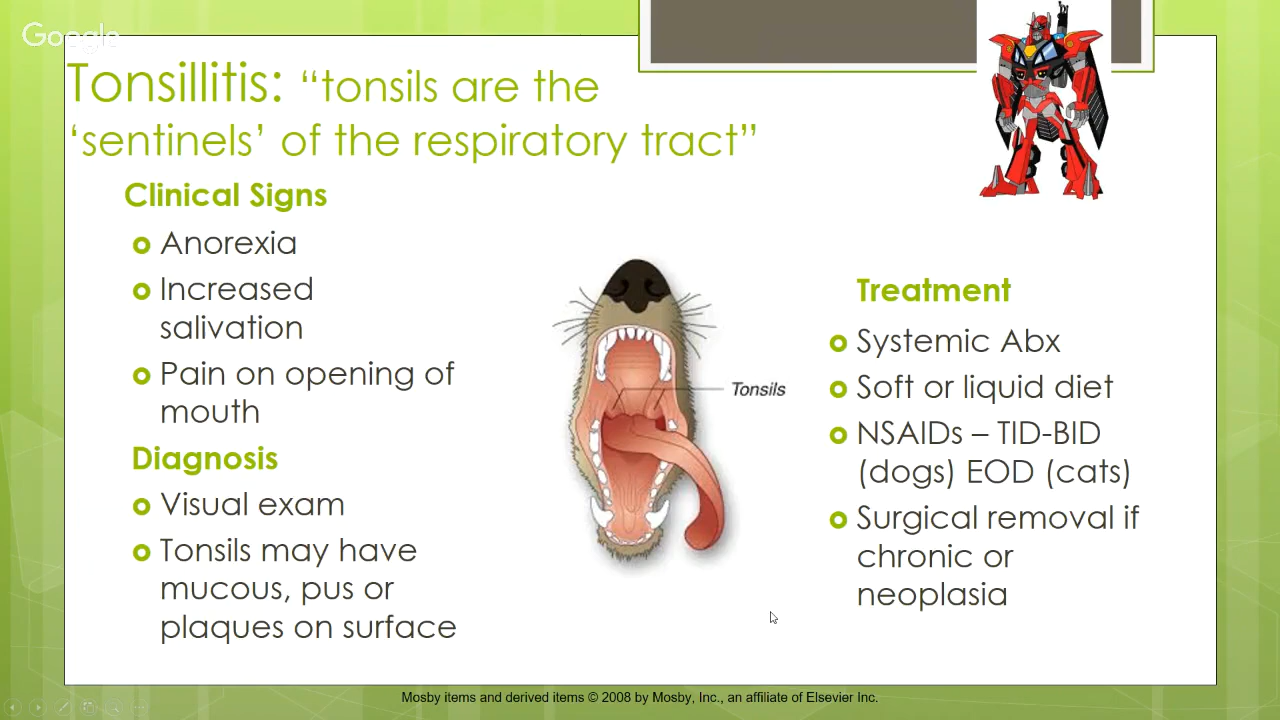 Google
Tonsillitis: “tonsils are the
‘sentinels’ of the respiratory tract”
Clinical Signs
Anorexia
Increased
salivation
Pain on opening of
mouth
Diagnosis
Visual exam
Tonsils may have
mucous, pus or
plaques on surface
Tonsils
Treatment
Systemic Abx
Soft or liquid diet
NSAIDs – TID-BID
(dogs) EOD (cats)
Surgical removal if
chronic or
neoplasia
Mosby items and derived items © 2008 by Mosby, Inc., an affiliate of Elsevier Inc.